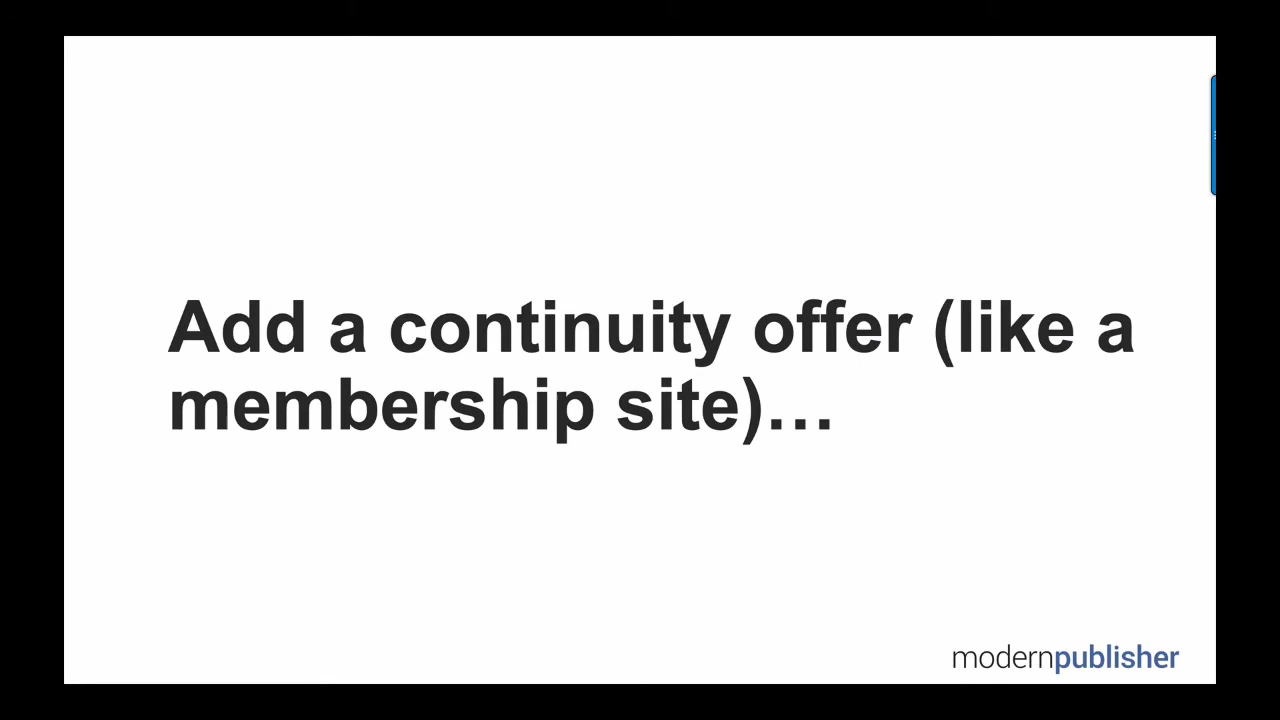 Add a continuity offer (like a
membership site)…
modernpublisher